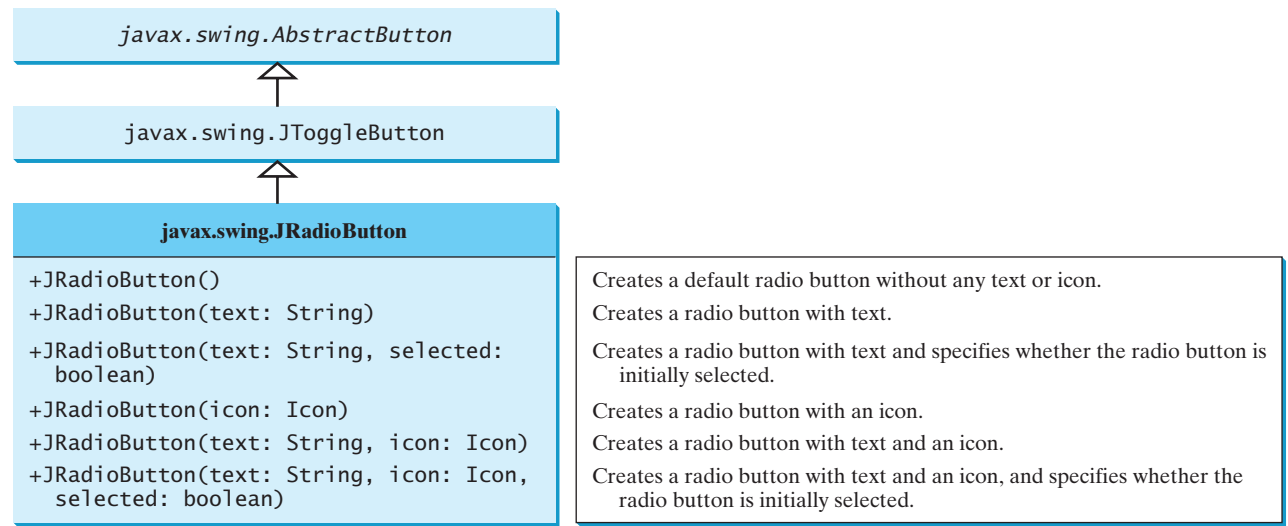 javax.swing.AbstractButton
javax.swing.JToggleButton
javax.swing.JRadioButton
+JRadioButton()
Creates a default radio button without any text or icon.
+JRadioButton(text: String)
Creates a radio button with text.
+JRadioButton(text: String, selected:
boolean)
Creates a radio button with text and specifies whether the radio button is
initially selected.
+JRadioButton(icon: Icon)
Creates a radio button with an icon.
+JRadioButton(text: String, icon: Icon)
Creates a radio button with text and an icon.
+JRadioButton(text: String, icon: Icon,
selected: boolean)
Creates a radio button with text and an icon, and specifies whether the
radio button is initially selected.